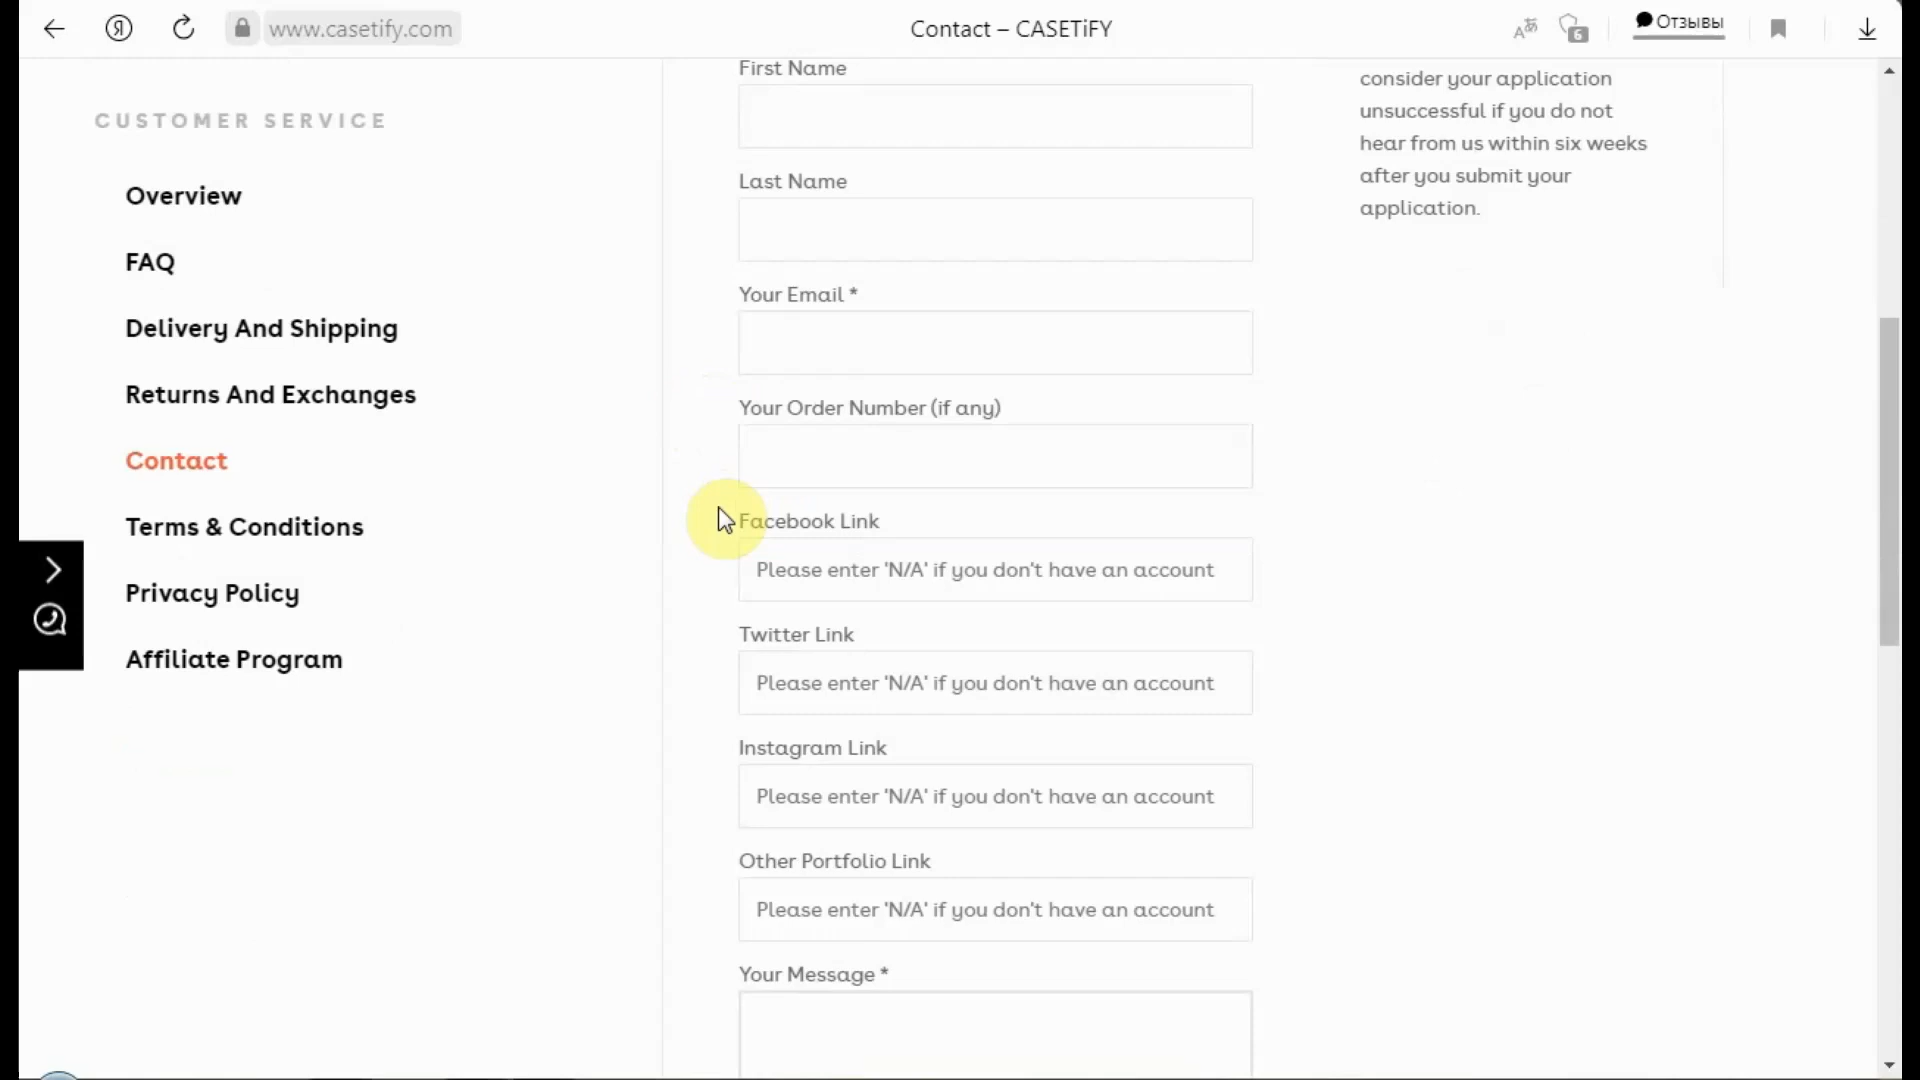 Я
www.casetify.com
Contact – CASETiFY
6
Отзывы
CUSTOMER SERVICE
Overview
FAQ
Delivery And Shipping
Returns And Exchanges
Contact
Terms & Conditions
Privacy Policy
Affiliate Program
First Name
Last Name
Your Email *
Your Order Number (if any)
Facebook Link
Please enter 'N/A' if you don't have an account
Twitter Link
Please enter 'N/A' if you don't have an account
Instagram Link
Please enter 'N/A' if you don't have an account
Other Portfolio Link
Please enter 'N/A' if you don't have an account
Your Message *
consider your application
unsuccessful if you do not
hear from us within six weeks
after you submit your
application.